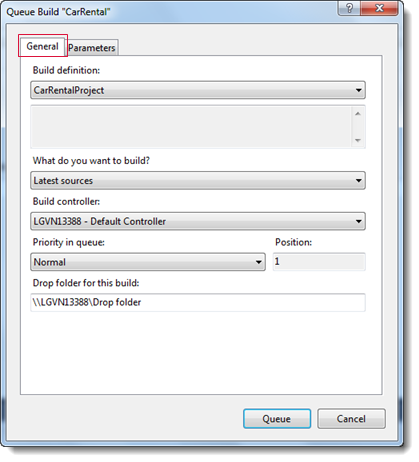 Queue Build "CarRental"
General
Parameters
Build definition:
CarRentalProject
What do you want to build?
Latest sources
Build controller:
LGVN13388 - Default Controller
Priority in queue:
Position:
Normal
1
Drop folder for this build:
\\LGVN13388\Drop folder
Queue
Cancel